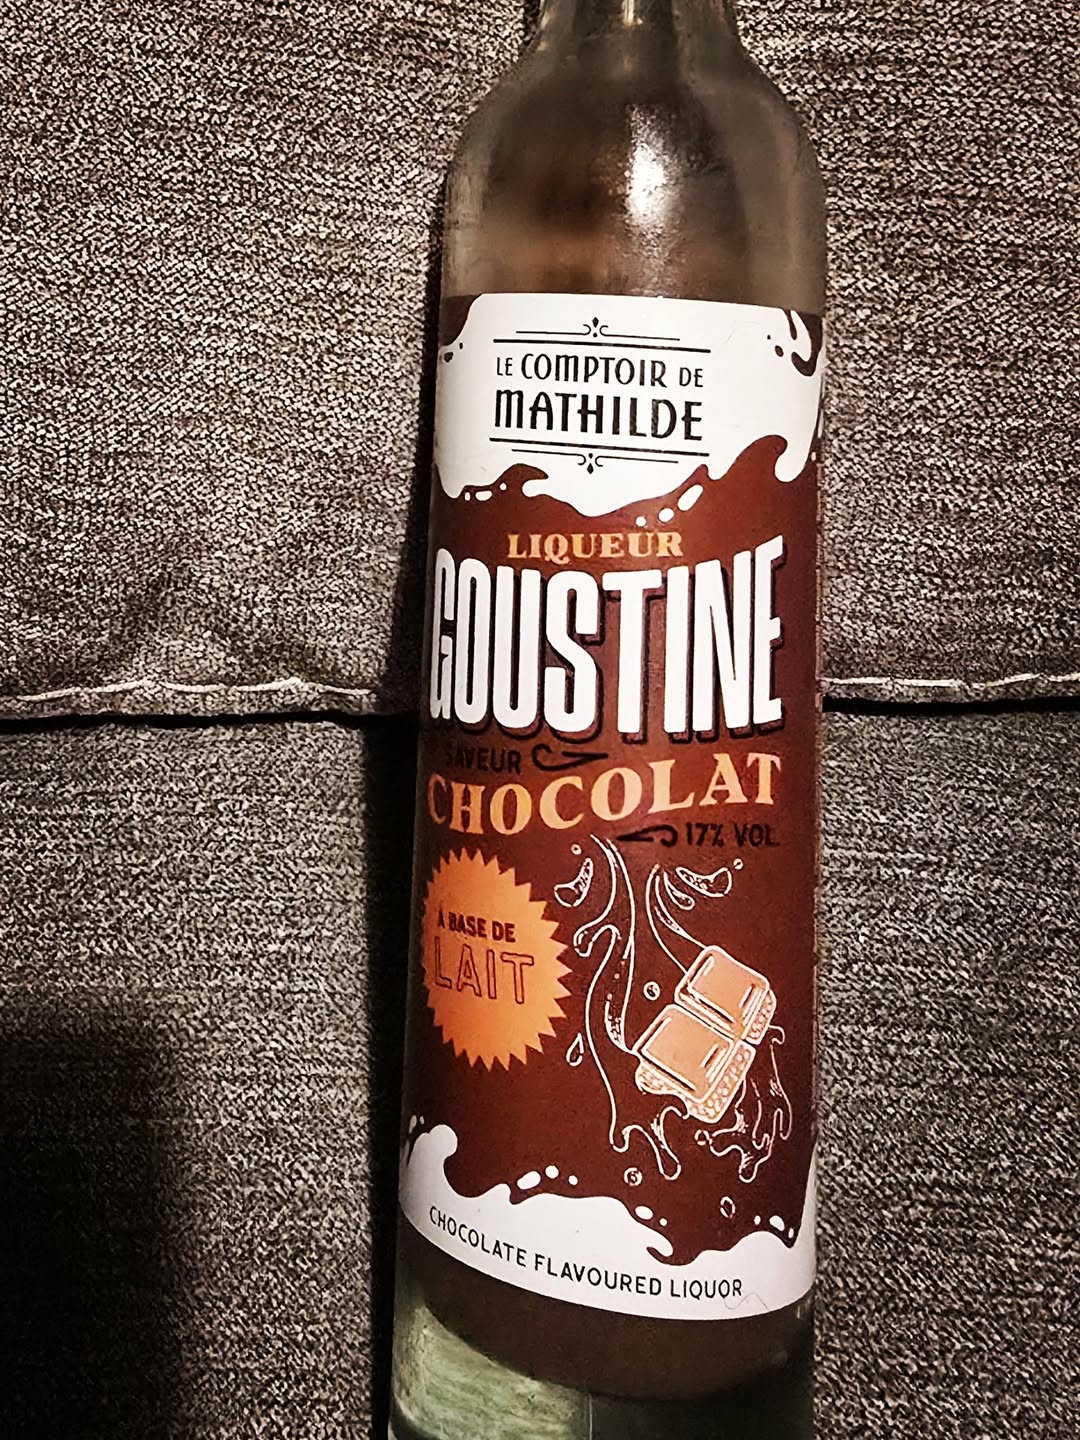 LE COMPTOIR DE
MATHILDE
LIQUEUR
GOUSTINE
SAVEUR
CHOCOLAT
17% VOL.
À BASE DE
LAIT
CHOCOLATE FLAVOURED LIQUOR